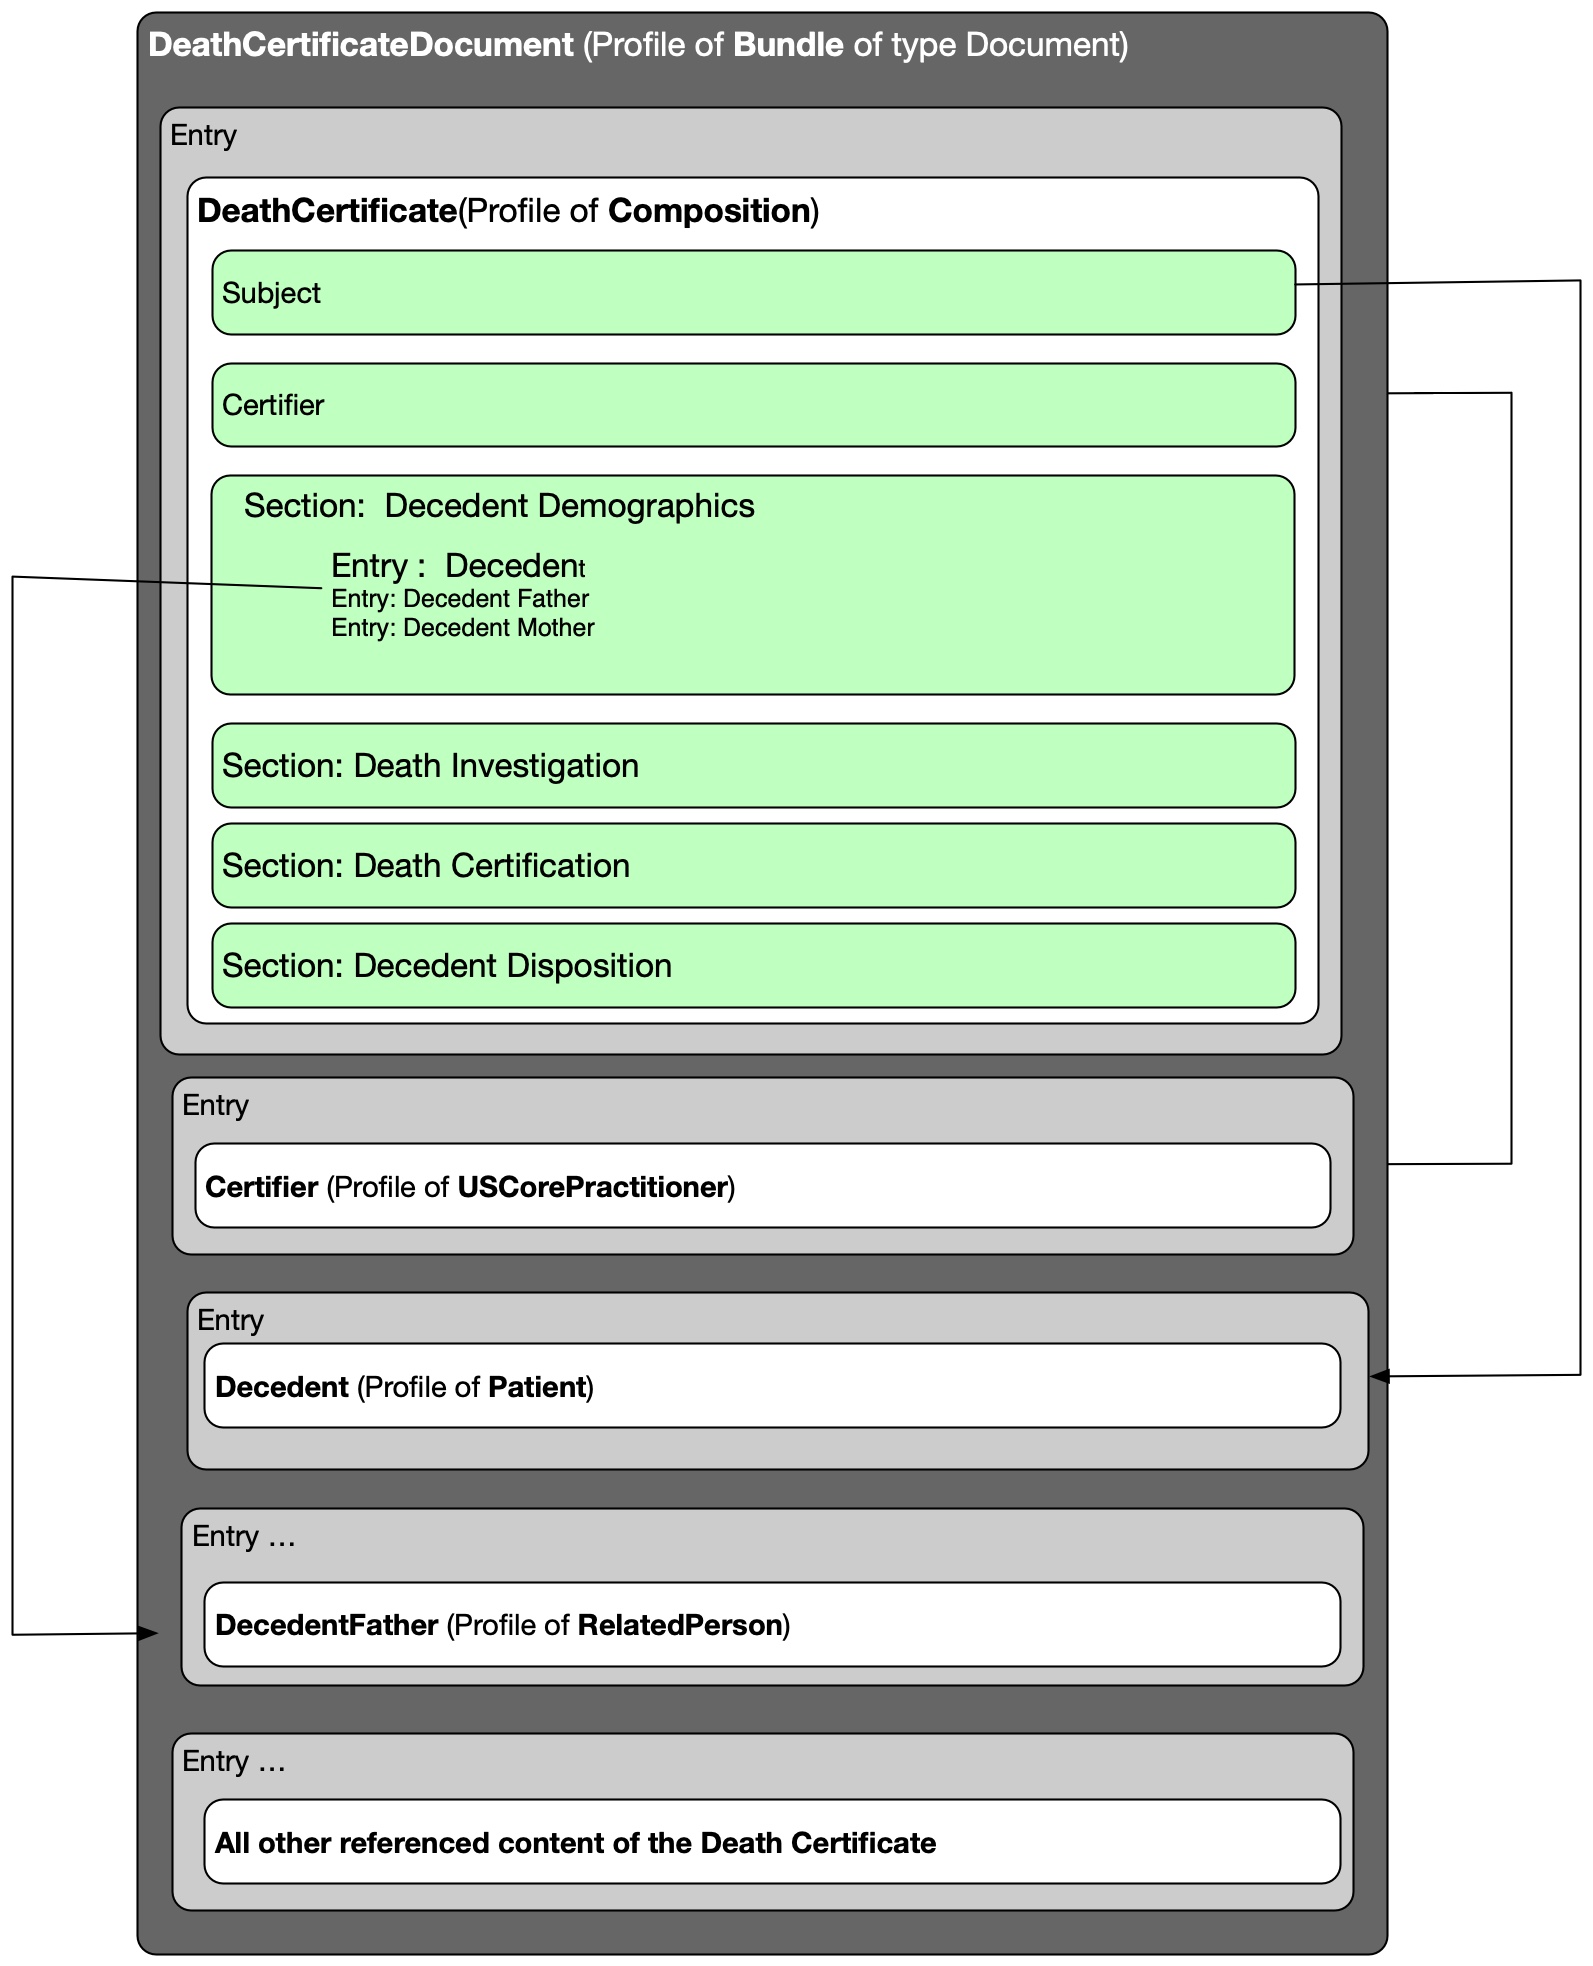 DeathCertificateDocument (Profile of Bundle of type Document)
Entry
DeathCertificate(Profile of Composition)
Subject
Certifier
Section:  Decedent Demographics
Entry :  Decedent
Entry: Decedent Father
Entry: Decedent Mother
Section: Death Investigation
Section: Death Certification
Section: Decedent Disposition
Entry
Certifier (Profile of USCorePractitioner)
Entry
Decedent (Profile of Patient)
Entry …
DecedentFather (Profile of RelatedPerson)
Entry …
All other referenced content of the Death Certificate